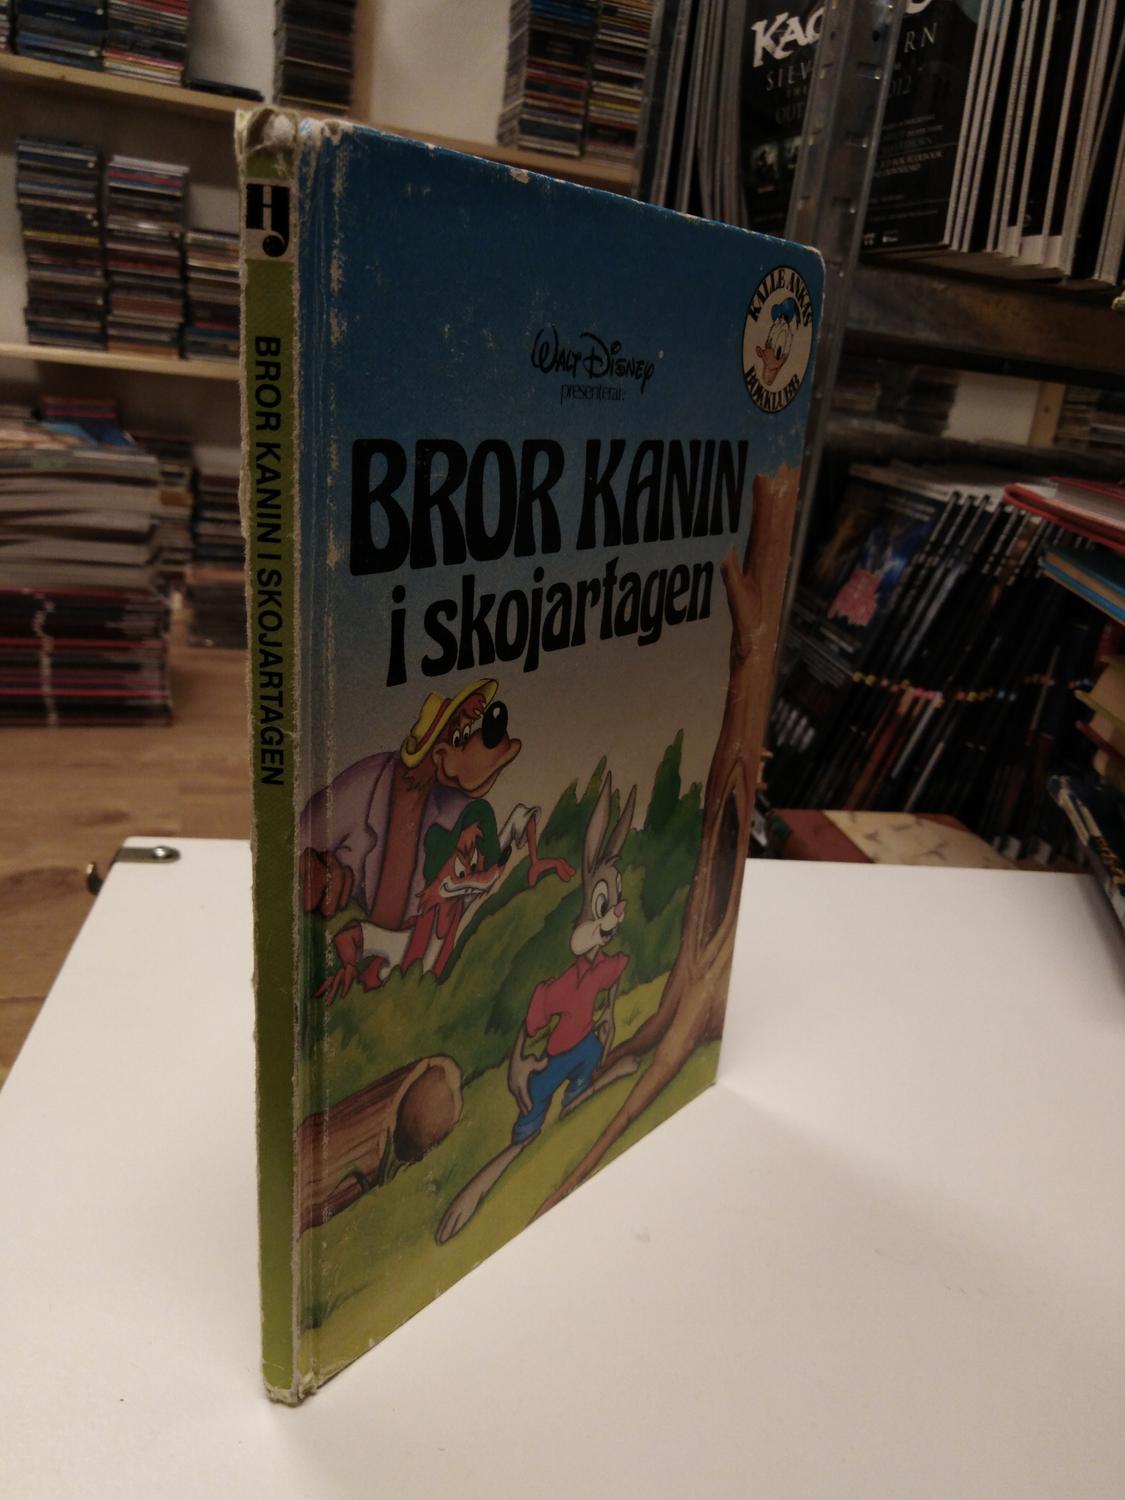 HJ
BROR KANIN I SKOJARTAGEN
KALLE ANKAS
BOKKLUBB
Walt Disney
presenterar:
BROR KANIN
i skojartagen